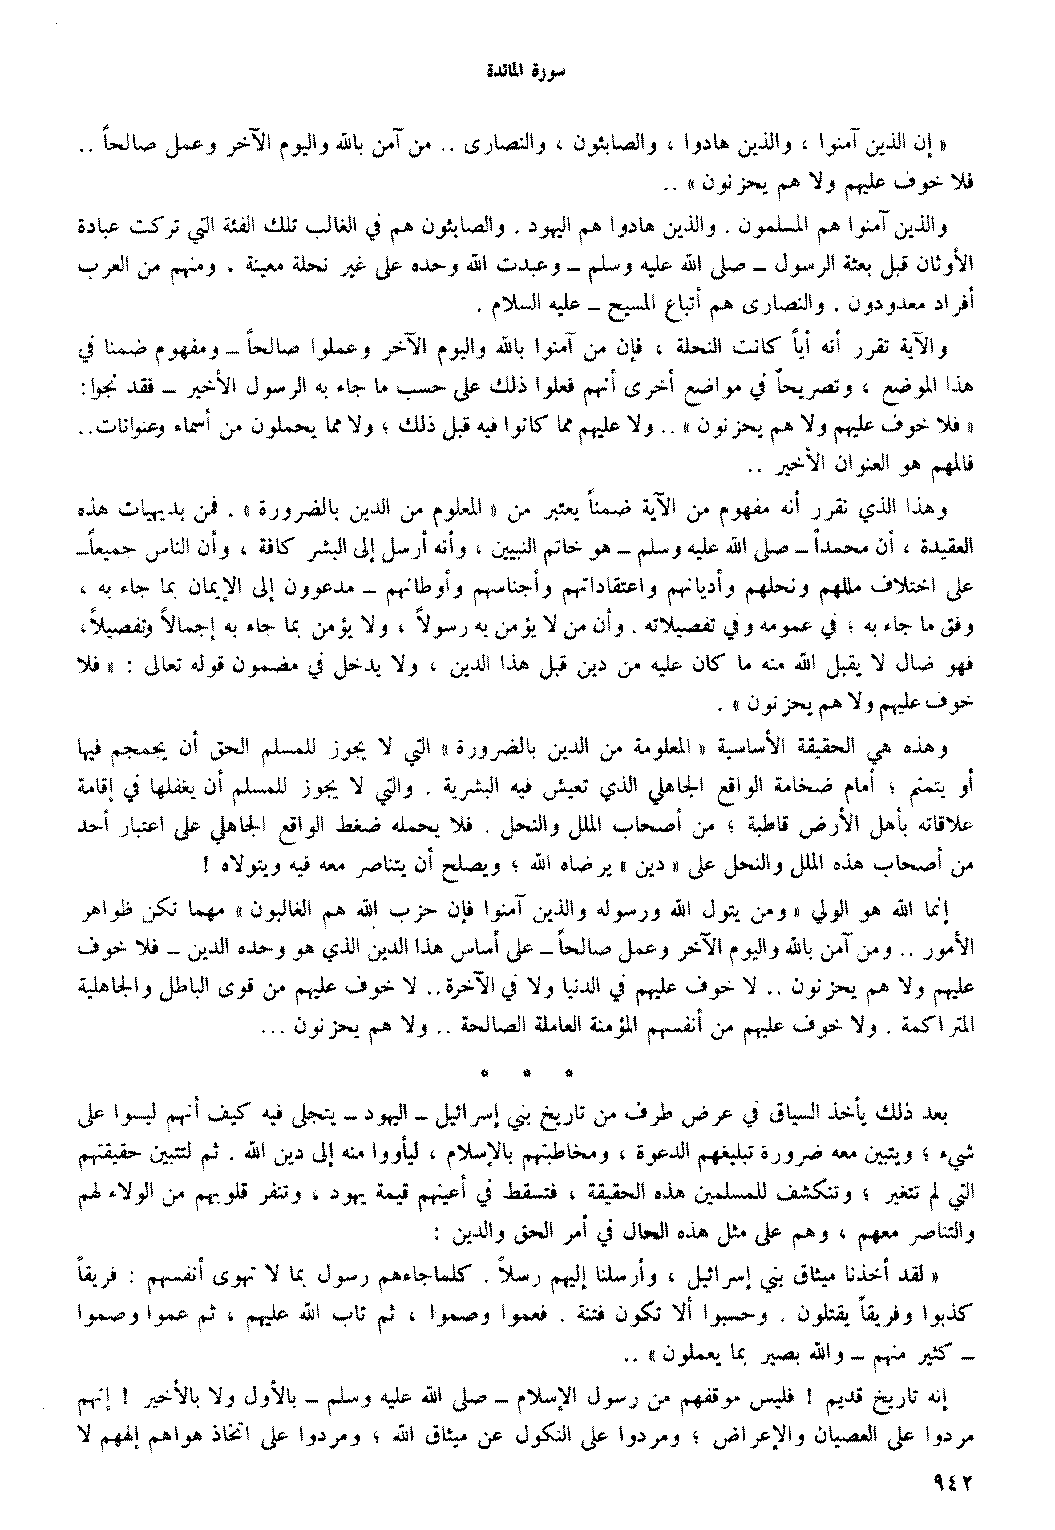 سورة المائدة
« إن الذين آمنوا ، والذين هادوا ، والصابئون ، والنصارى .. من آمن بالله واليوم الآخر وعمل صالحاً ..
فلا خوف عليهم ولا هم يحزنون » ..
والذين آمنوا هم المسلمون . والذين هادوا هم اليهود . والصابئون هم في الغالب تلك الفئة التي تركت عبادة
الأوثان قبل بعثة الرسول – صلى الله عليه وسلم – وعبدت الله وحده على غير نحلة معينة . ومنهم من العرب
أفراد معدودون . والنصارى هم أتباع المسيح – عليه السلام .
والآية تقرر أنه أياً كانت النحلة ، فإن من آمنوا بالله واليوم الآخر وعملوا صالحاً – ومفهوم ضمنا في
هذا الموضع ، وتصريحاً في مواضع أخرى أنهم فعلوا ذلك على حسب ما جاء به الرسول الأخير – فقد نجوا :
« فلا خوف عليهم ولا هم يحزنون » .. ولا عليهم مما كانوا فيه قبل ذلك ؛ ولا مما يحملون من أسماء وعنوانات ..
فالمهم هو العنوان الأخير ..
وهذا الذي نقرر أنه مفهوم من الآية ضمناً يعتبر من « المعلوم من الدين بالضرورة » . فمن بديهيات هذه
العقيدة ، أن محمداً – صلى الله عليه وسلم – هو خاتم النبيين ، وأنه أرسل إلى البشر كافة ، وأن الناس جميعاً –
على اختلاف مللهم ونحلهم وأديانهم واعتقاداتهم وأجناسهم وأوطانهم – مدعوون إلى الإيمان بما جاء به ،
وفق ما جاء به ؛ في عمومه وفي تفصيلاته . وأن من لا يؤمن به رسولاً ، ولا يؤمن بما جاء به إجمالاً وتفصيلاً ،
فهو ضال لا يقبل الله منه ما كان عليه من دين قبل هذا الدين ، ولا يدخل في مضمون قوله تعالى : « فلا
خوف عليهم ولا هم يحزنون » .
وهذه هي الحقيقة الأساسية « المعلومة من الدين بالضرورة » التي لا يجوز للمسلم الحق أن يجمجم فيها
أو يتمتم ؛ أمام ضخامة الواقع الجاهلي الذي تعيش فيه البشرية . والتي لا يجوز للمسلم أن يغفلها في إقامة
علاقاته بأهل الأرض قاطبة ؛ من أصحاب الملل والنحل . فلا يحمله ضغط الواقع الجاهلي على اعتبار أحد
من أصحاب هذه الملل والنحل على « دين » يرضاه الله ؛ ويصلح أن يتناصر معه فيه ويتولاه !
إنما الله هو الولي « ومن يتول الله ورسوله والذين آمنوا فإن حزب الله هم الغالبون » مهما تكن ظواهر
الأمور .. ومن آمن بالله واليوم الآخر وعمل صالحاً – على أساس هذا الدين الذي هو وحده الدين – فلا خوف
عليهم ولا هم يحزنون .. لا خوف عليهم في الدنيا ولا في الآخرة .. لا خوف عليهم من قوى الباطل والجاهلية
المتراكمة . ولا خوف عليهم من أنفسهم المؤمنة العاملة الصالحة .. ولا هم يحزنون ...
* * *
بعد ذلك يأخذ السياق في عرض طرف من تاريخ بني إسرائيل – اليهود – يتجلى فيه كيف أنهم ليسوا على
شيء ؛ ويتبين معه ضرورة تبليغهم الدعوة ، ومخاطبتهم بالإسلام ، ليأووا منه إلى دين الله . ثم لتتبين حقيقتهم
التي لم تتغير ؛ وتنكشف للمسلمين هذه الحقيقة ، فتسقط في أعينهم قيمة يهود ، وتنفر قلوبهم من الولاء لهم
والتناصر معهم ، وهم على مثل هذه الحال في أمر الحق والدين :
« لقد أخذنا ميثاق بني إسرائيل ، وأرسلنا إليهم رسلاً . كلما جاءهم رسول بما لا تهوى أنفسهم : فريقاً
كذبوا وفريقاً يقتلون . وحسبوا ألا تكون فتنة . فعموا وصموا ، ثم تاب الله عليهم ، ثم عموا وصموا
– كثير منهم – والله بصير بما يعملون » ..
إنه تاريخ قديم ! فليس موقفهم من رسول الإسلام – صلى الله عليه وسلم – بالأول ولا بالأخير ! إنهم
مردوا على العصيان والإعراض ؛ ومردوا على النكول عن ميثاق الله ؛ ومردوا على اتخاذ هواهم إلههم لا
٩٤٢